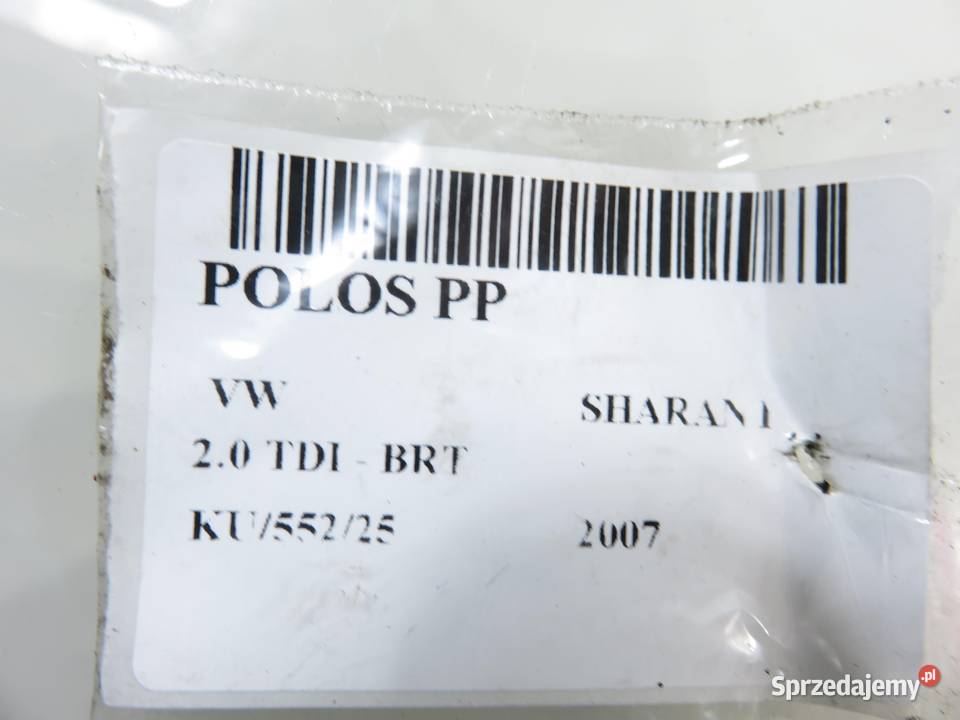 POLOS PP
VW SHARAN I
2.0 TDI - BRT
KU/552/25 2007
Sprzedajemy.pl